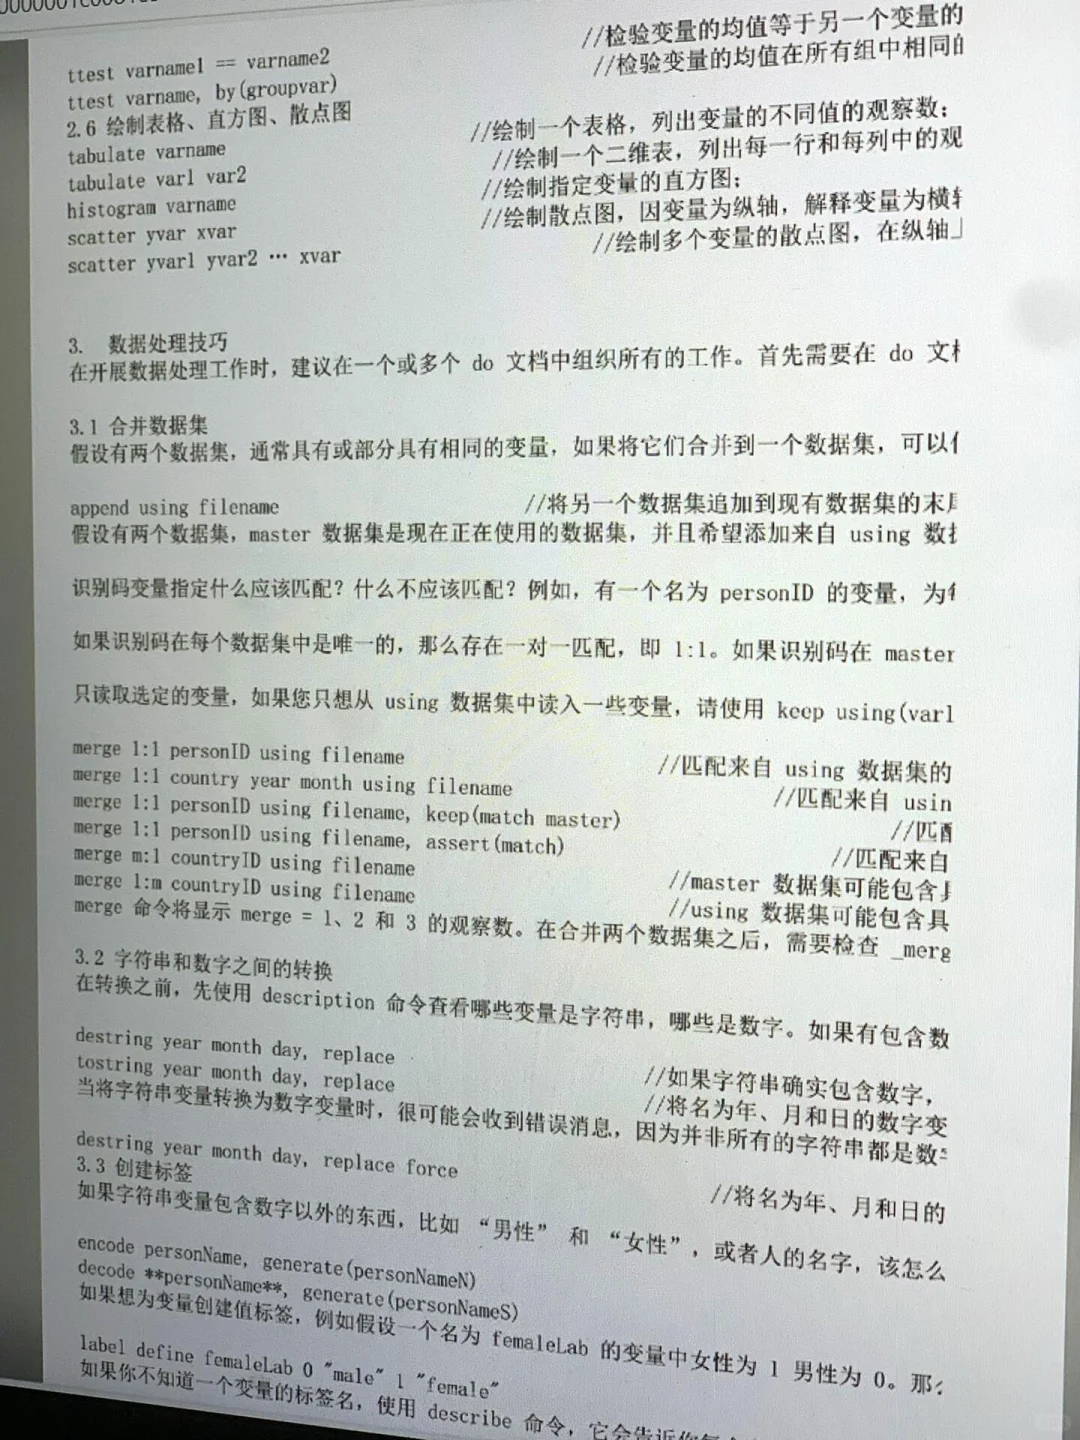 ttest varname1 == varname2 //检验变量的均值等于另一个变量的
ttest varname, by(groupvar) //检验变量的均值在所有组中相同的
2.6 绘制表格、直方图、散点图
tabulate varname //绘制一个表格，列出变量的不同值的观察数；
tabulate var1 var2 //绘制一个二维表，列出每一行和每列中的观
histogram varname //绘制指定变量的直方图；
scatter yvar xvar //绘制散点图，因变量为纵轴，解释变量为横
scatter yvar1 yvar2 … xvar //绘制多个变量的散点图，在纵轴
3. 数据处理技巧
在开展数据处理工作时，建议在一个或多个 do 文档中组织所有的工作。首先需要在 do 文
3.1 合并数据集
假设有两个数据集，通常具有或部分具有相同的变量，如果将它们合并到一个数据集，可以
append using filename //将另一个数据集追加到现有数据集的末
假设有两个数据集，master 数据集是现在正在使用的数据集，并且希望添加来自 using 数
识别码变量指定什么应该匹配？什么不应该匹配？例如，有一个名为 personID 的变量，为
如果识别码在每个数据集中是唯一的，那么存在一对一匹配，即 1:1。如果识别码在 master
只读取选定的变量，如果您只想从 using 数据集中读入一些变量，请使用 keep using(var1
merge 1:1 personID using filename //匹配来自 using 数据集的
merge 1:1 country year month using filename //匹配来自 usin
merge 1:1 personID using filename, keep(match master) //匹配
merge 1:1 personID using filename, assert(match) //匹配来自
merge m:1 countryID using filename //master 数据集可能包含
merge 1:m countryID using filename //using 数据集可能包含具
merge 命令将显示 merge = 1、2 和 3 的观察数。在合并两个数据集之后，需要检查 _merg
3.2 字符串和数字之间的转换
在转换之前，先使用 description 命令查看哪些变量是字符串，哪些是数字。如果有包含数
destring year month day, replace //如果字符串确实包含数字，
tostring year month day, replace //将名为年、月和日的数字变
当将字符串变量转换为数字变量时，很可能会收到错误消息，因为并非所有的字符串都是数
destring year month day, replace force //将名为年、月和日的
3.3 创建标签
如果字符串变量包含数字以外的东西，比如 “男性” 和 “女性”，或者人的名字，该怎么
encode personName, generate(personNameN)
decode **personName**, generate(personNameS)
如果想为变量创建值标签，例如假设一个名为 femaleLab 的变量中女性为 1 男性为 0。那
label define femaleLab 0 "male" 1 "female"
如果你不知道一个变量的标签名，使用 describe 命令，它会告诉你每